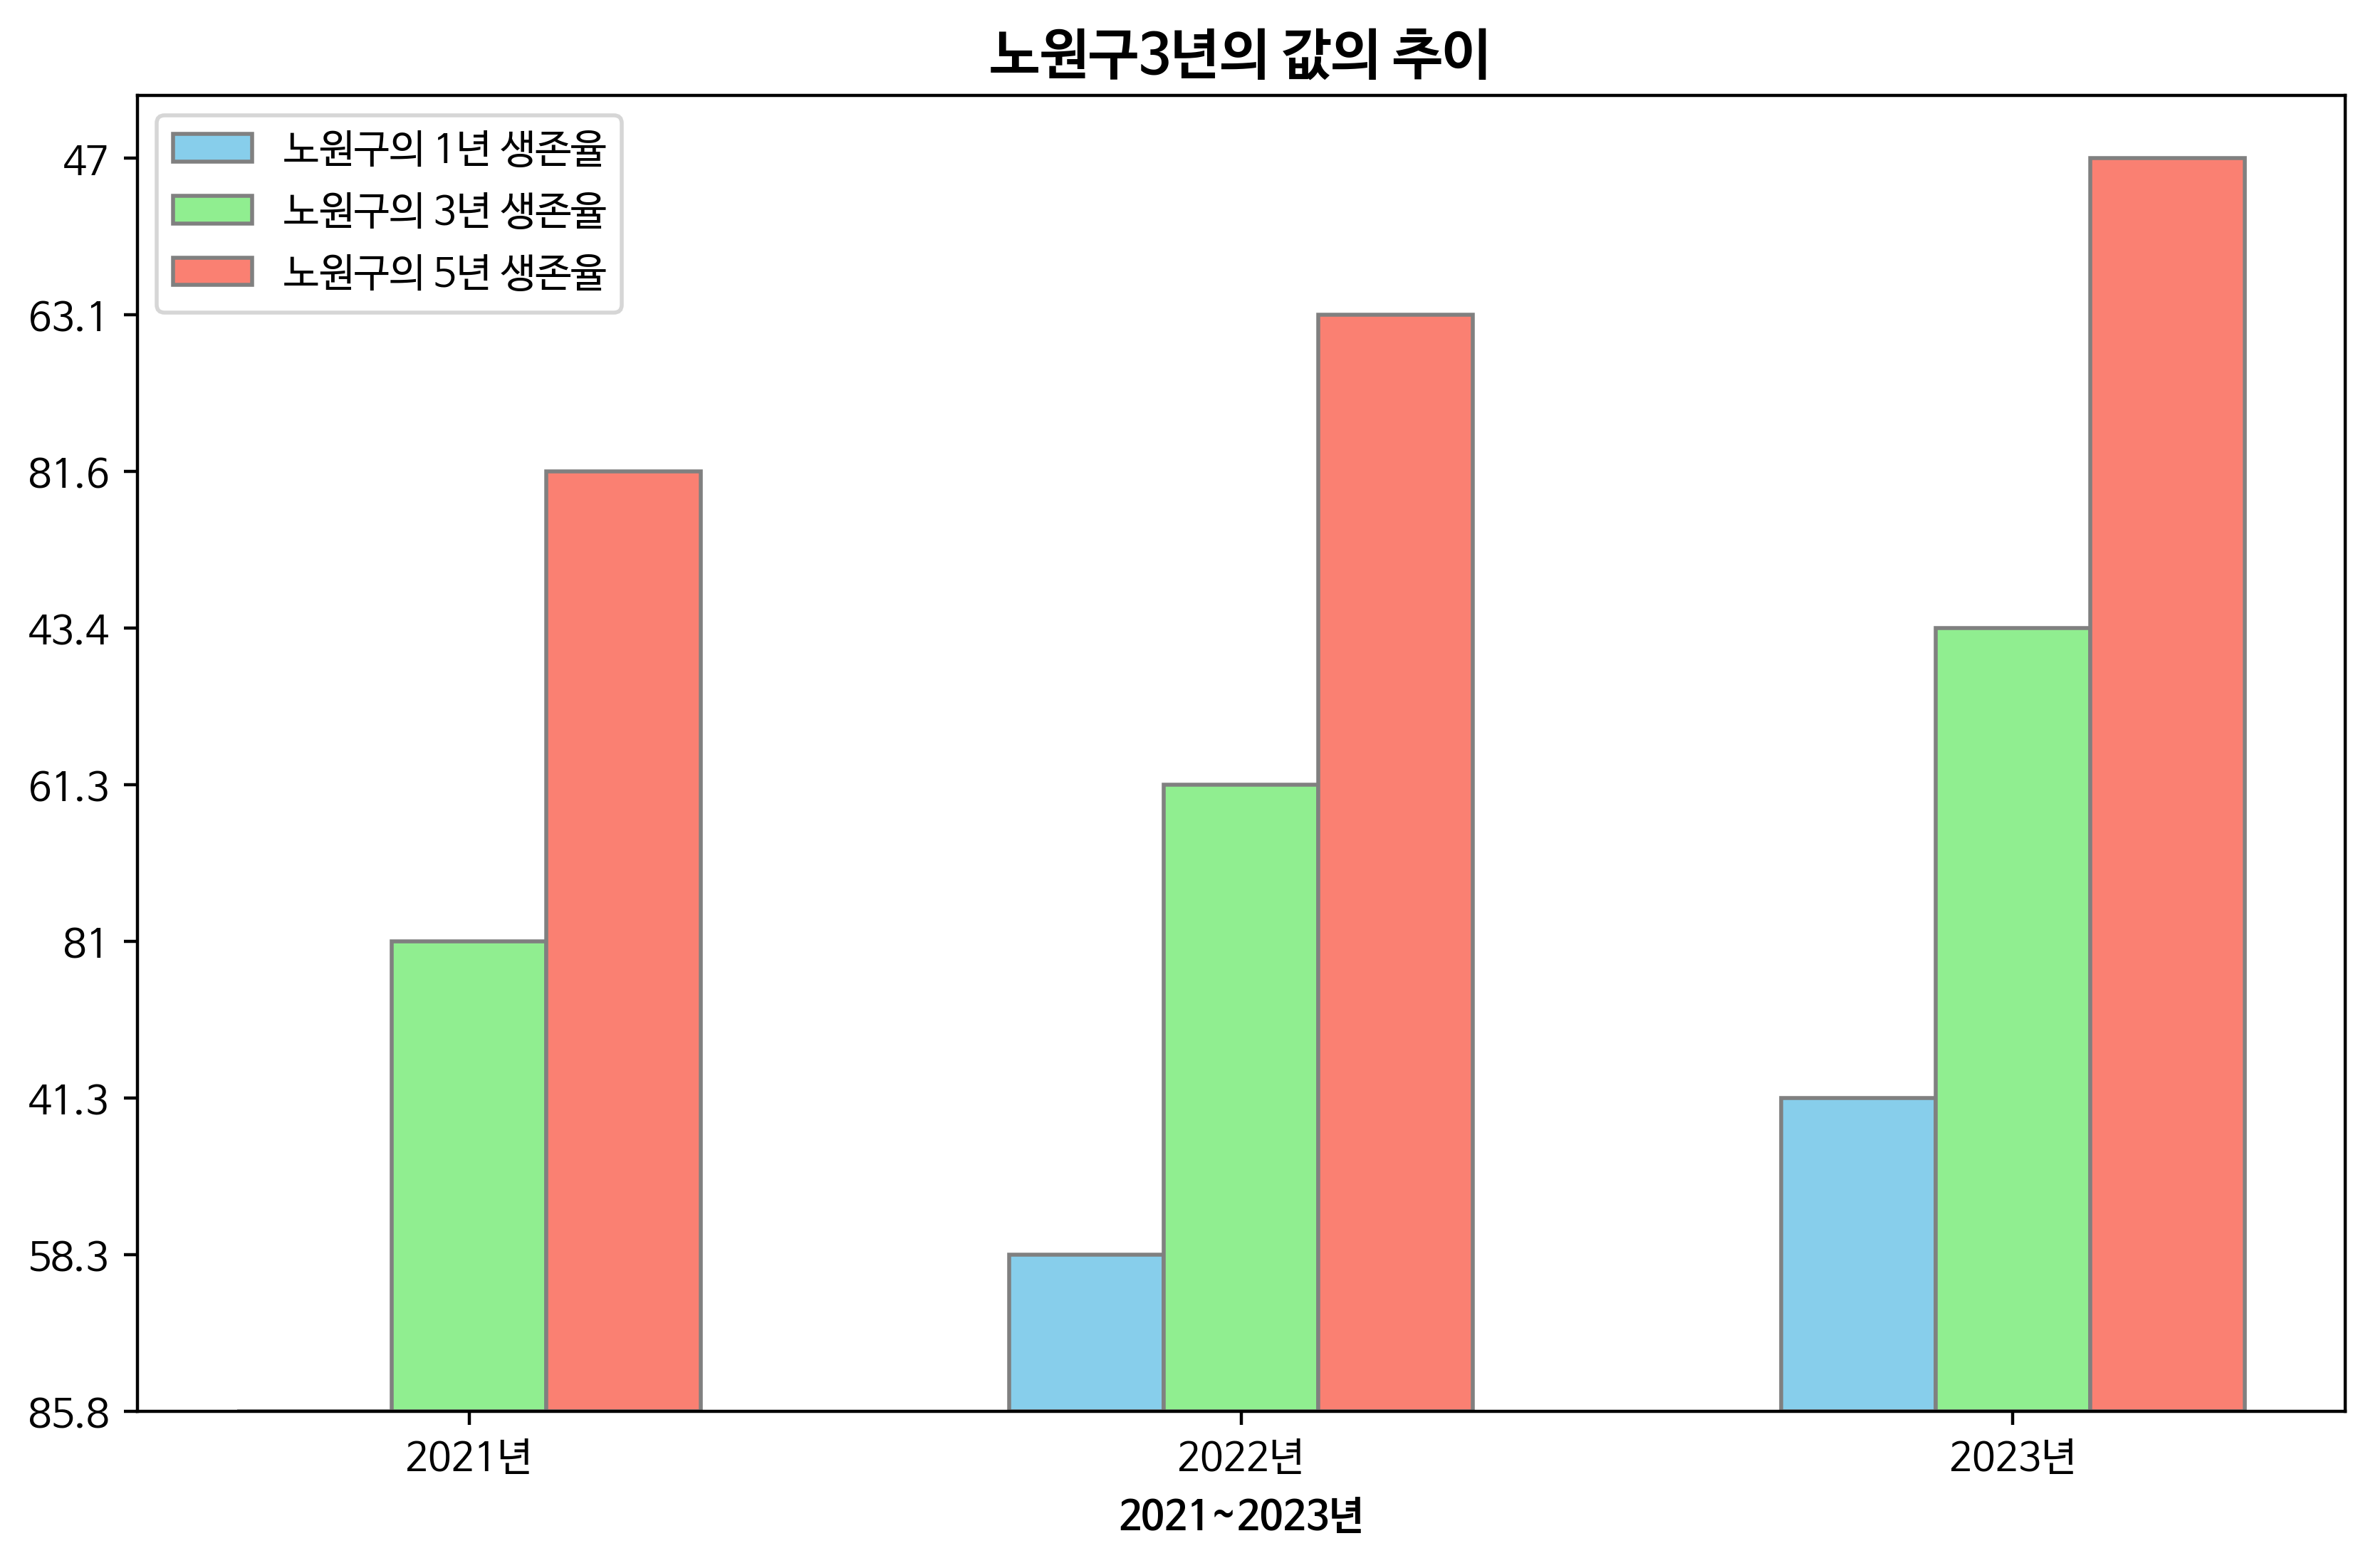 노원구3년의 값의 추이
노원구의 1년 생존율
노원구의 3년 생존율
노원구의 5년 생존율
47
63.1
81.6
43.4
61.3
81
41.3
58.3
85.8
2021년
2022년
2023년
2021~2023년